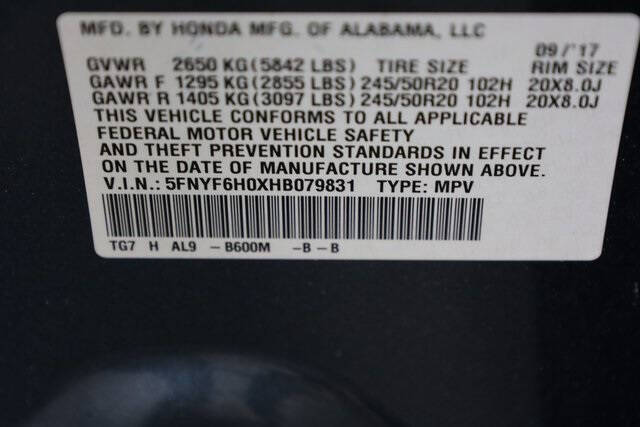 MFD. BY HONDA MFG. OF ALABAMA, LLC
09/'17
GVWR 2650 KG(5842 LBS) TIRE SIZE RIM SIZE
GAWR F 1295 KG(2855 LBS) 245/50R20 102H 20X8.0J
GAWR R 1405 KG(3097 LBS) 245/50R20 102H 20X8.0J
THIS VEHICLE CONFORMS TO ALL APPLICABLE
FEDERAL MOTOR VEHICLE SAFETY
AND THEFT PREVENTION STANDARDS IN EFFECT
ON THE DATE OF MANUFACTURE SHOWN ABOVE.
V.I.N.: 5FNYF6H0XHB079831 TYPE: MPV
TG7 H AL9 – B600M –B – B